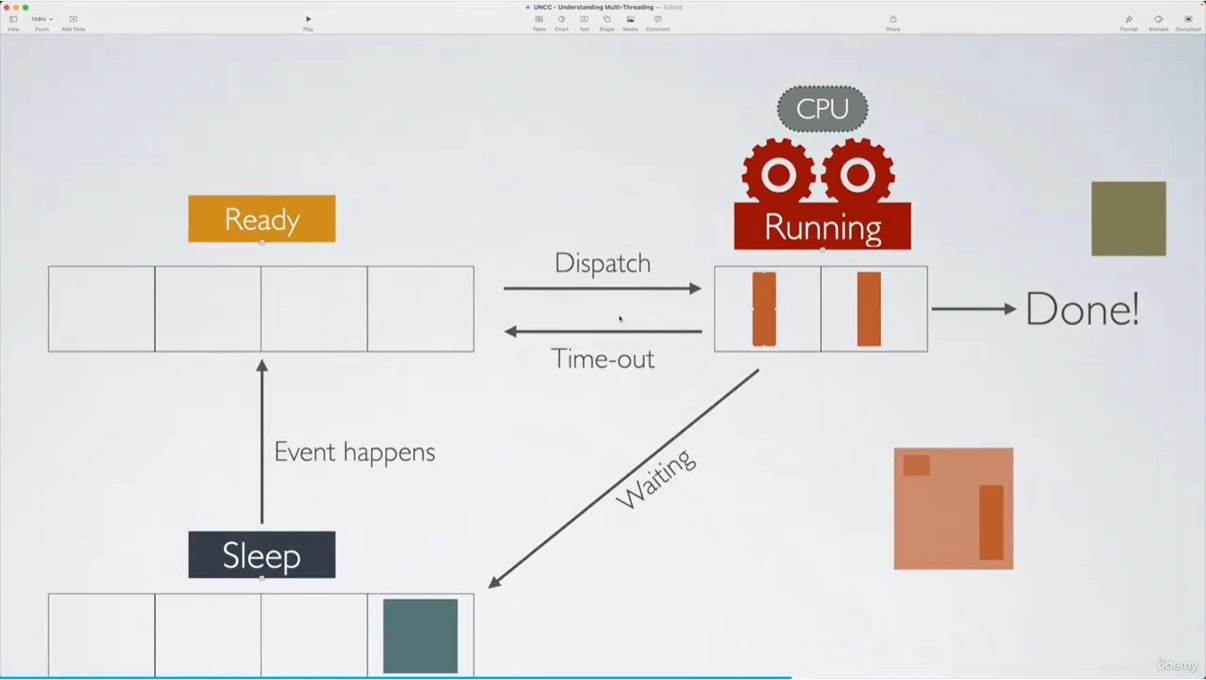 UNCC - Understanding Multi-Threading — Edited
168%
View
Zoom
Add Slide
Play
Table
Chart
Text
Shape
Media
Comment
Share
Format
Animate
Document
CPU
Ready
Running
Dispatch
Done!
Time-out
Event happens
Waiting
Sleep
ûdemy